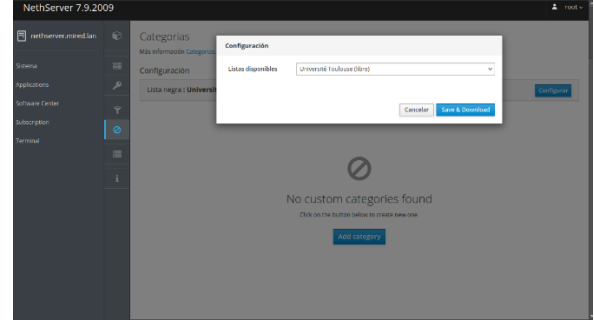 NethServer 7.9.2009
root
nethserver.mired.lan
Sistema
Applications
Software Center
Subscription
Terminal
Categorías
Más información Categorías
Configuración
Lista negra : Universit
Configurar
Configuración
Listas disponibles
Université Toulouse (libre)
Cancelar
Save & Download
No custom categories found
Click on the button below to create new one.
Add category